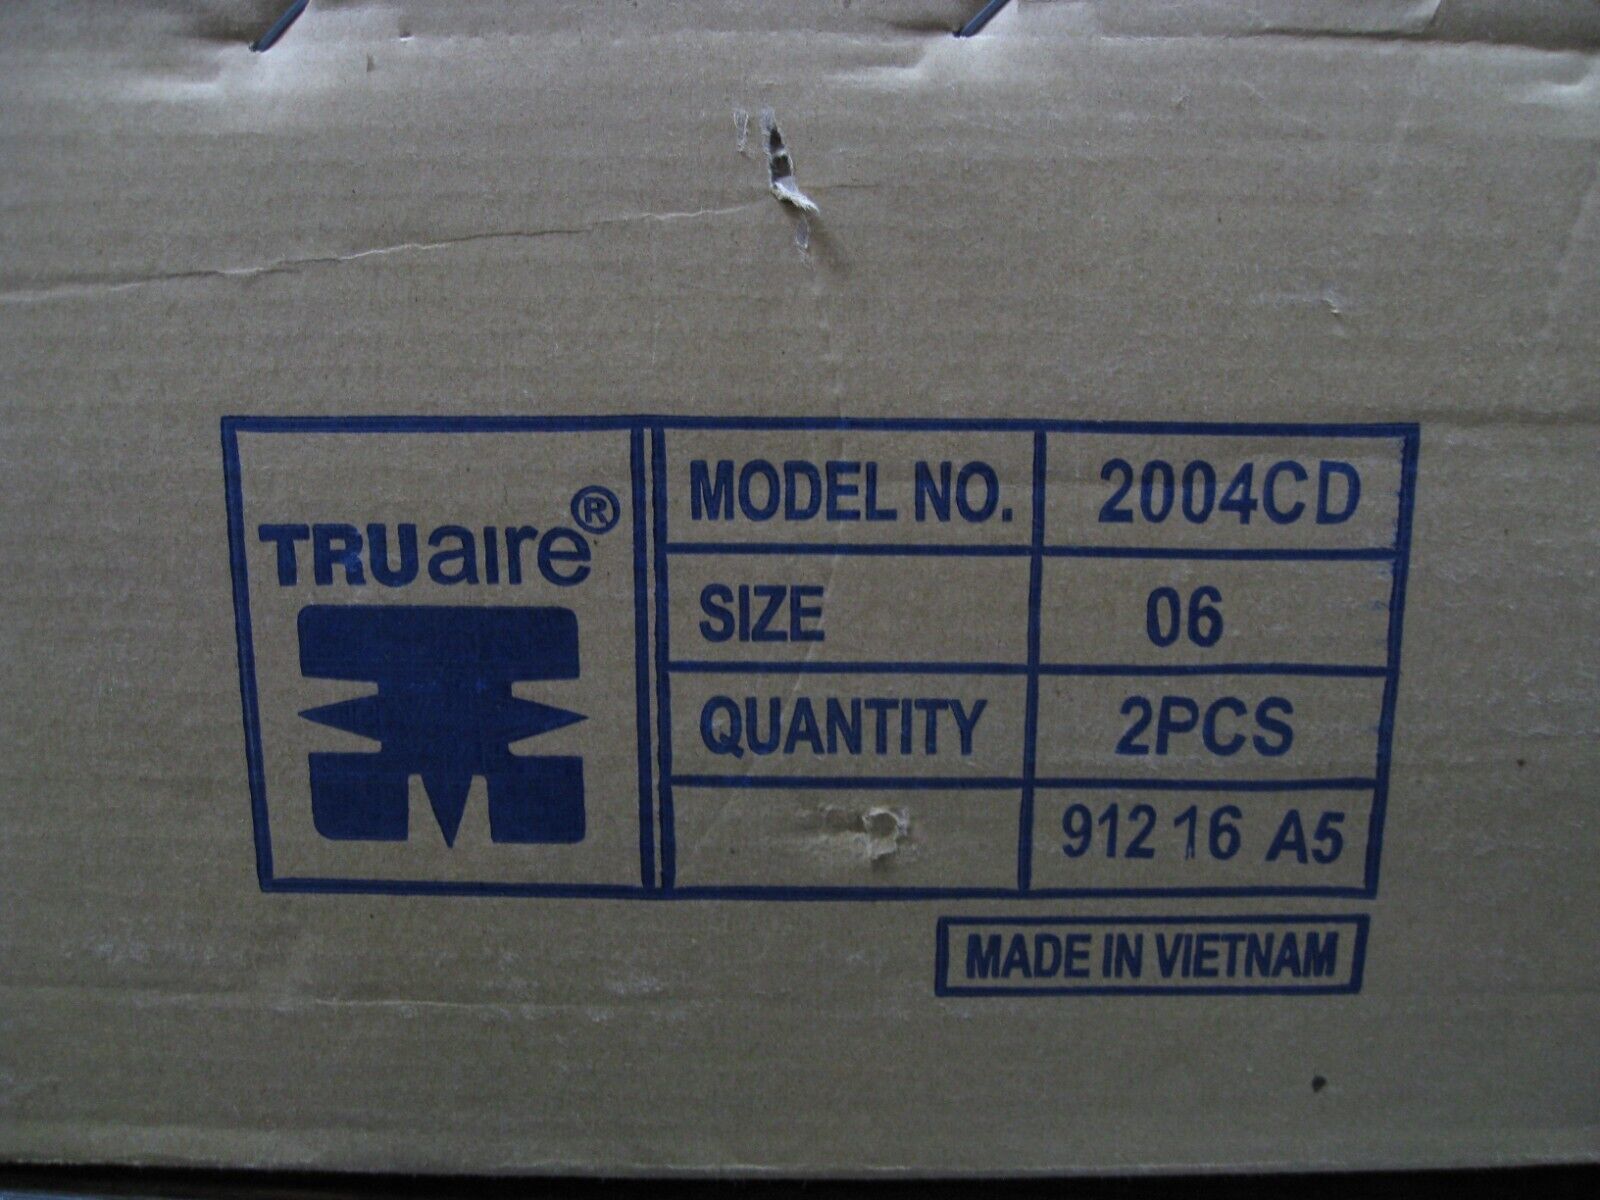 TRUaire®
MODEL NO. 2004CD
SIZE 06
QUANTITY 2PCS
912 16 A5
MADE IN VIETNAM